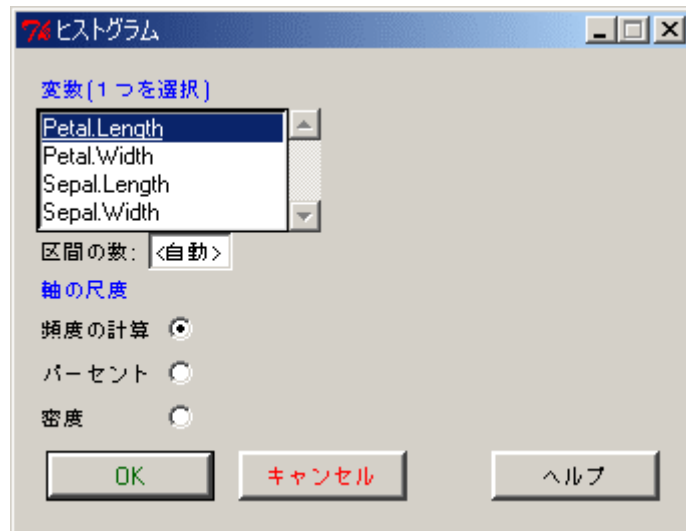 ヒストグラム
変数(1つを選択)
Petal.Length
Petal.Width
Sepal.Length
Sepal.Width
区間の数: <自動>
軸の尺度
頻度の計算
パーセント
密度
OK キャンセル ヘルプ